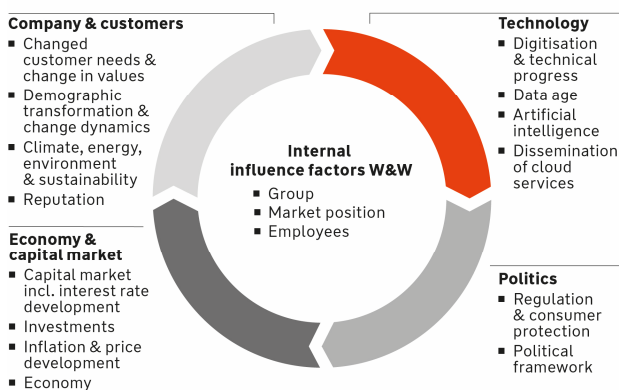 Company & customers
▪ Changed
customer needs &
change in values
▪ Demographic
transformation &
change dynamics
▪ Climate, energy,
environment
& sustainability
▪ Reputation
Technology
▪ Digitisation
& technical
progress
▪ Data age
▪ Artificial
intelligence
▪ Dissemination
of cloud
services
Internal
influence factors W&W
▪ Group
▪ Market position
▪ Employees
Economy &
capital market
▪ Capital market
incl. interest rate
development
▪ Investments
▪ Inflation & price
development
▪ Economy
Politics
▪ Regulation
& consumer
protection
▪ Political
framework